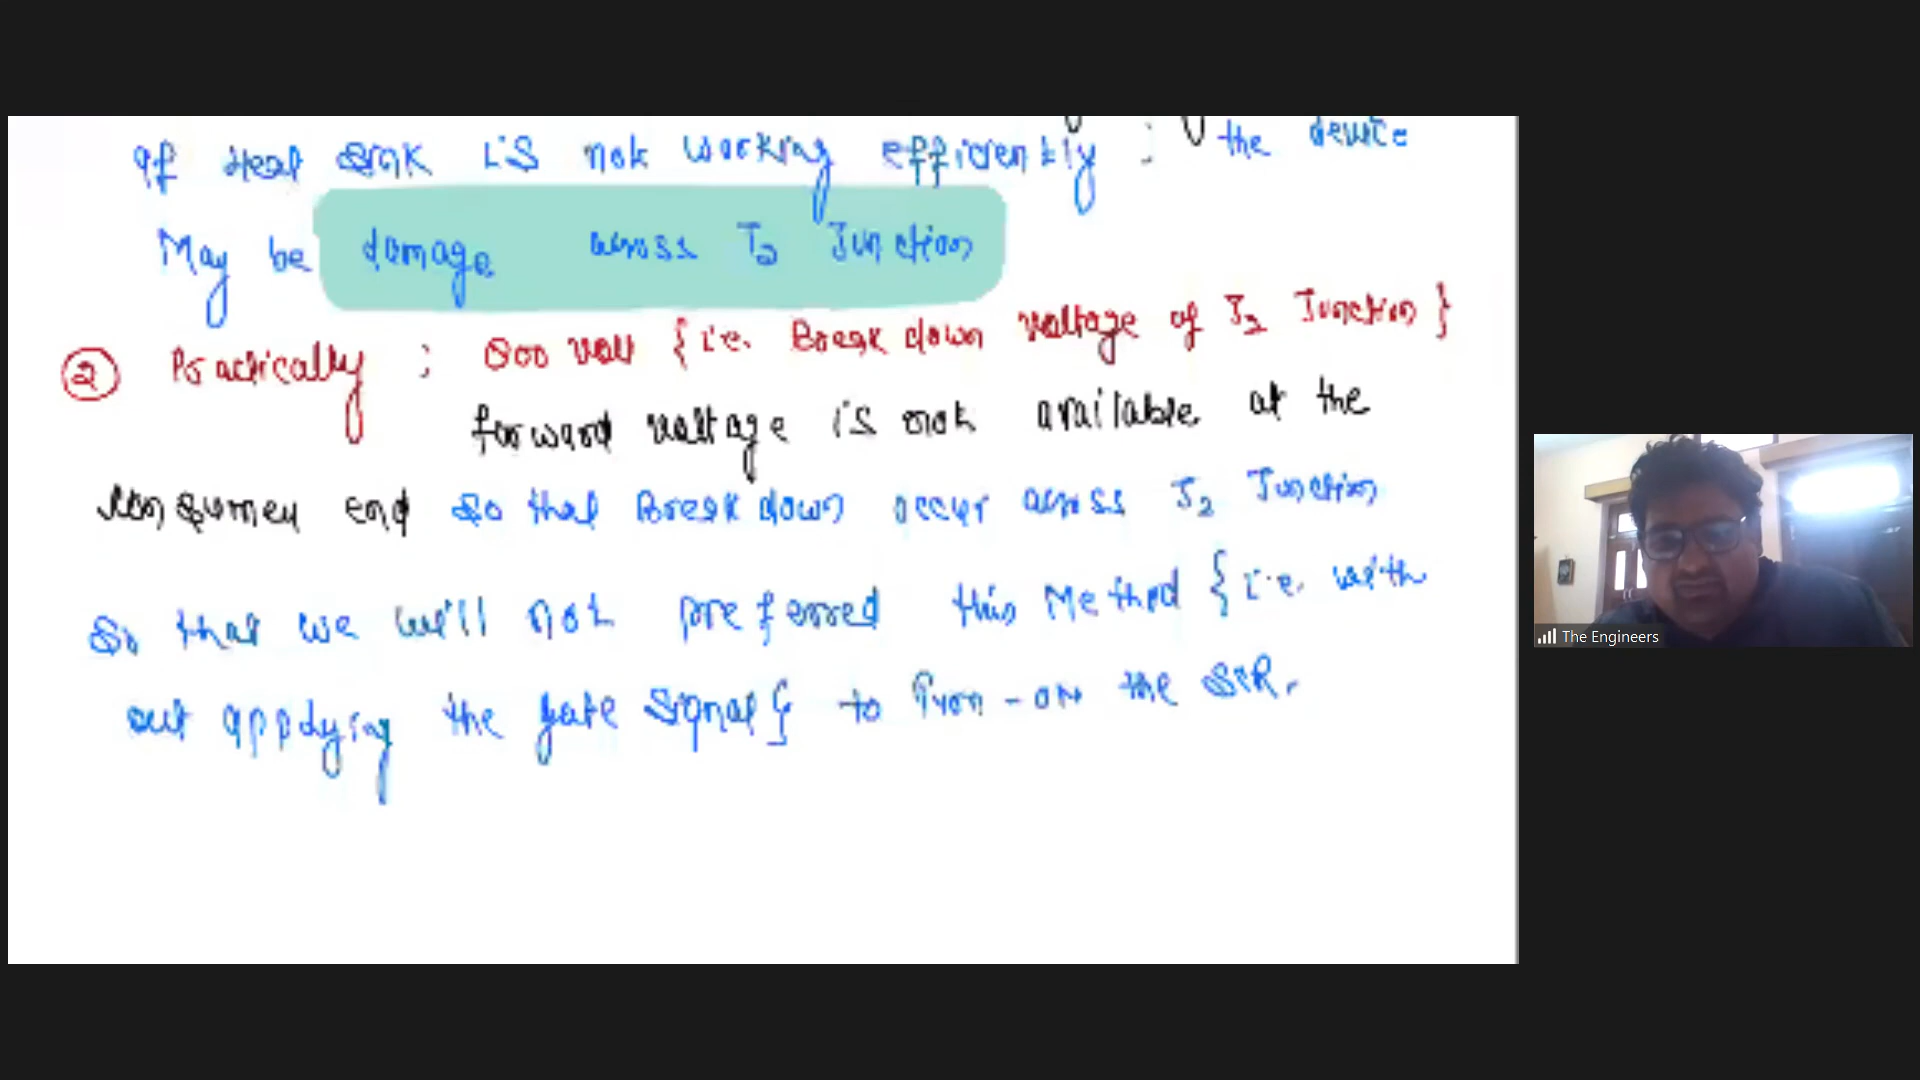 If Heat Sink is not working efficiently ; the device
May be damage across J2 Junction
② Practically ; 800 volt { i.e. Break down voltage of J2 Junction }
forward voltage is not available at the
consumer end so that Break down occur across J2 Junction
So that we will not preferred this Method { i.e. with
out applying the gate signal } to Turn-on the SCR.
The Engineers